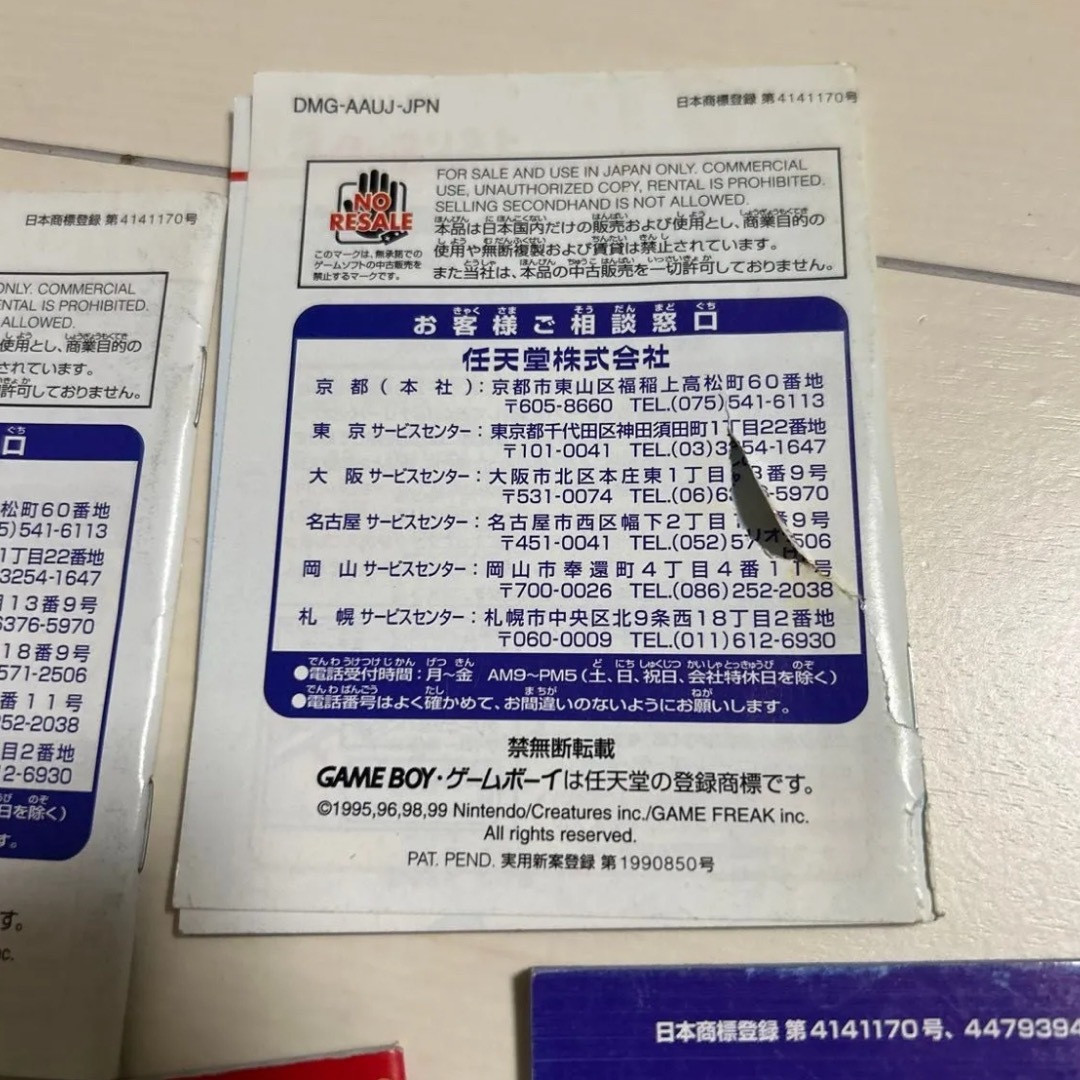 DMG-AAUJ-JPN
日本商標登録 第4141170号
NO
RESALE
このマークは、無承諾での
ゲームソフトの中古販売を
禁止するマークです。
FOR SALE AND USE IN JAPAN ONLY. COMMERCIAL
USE, UNAUTHORIZED COPY, RENTAL IS PROHIBITED.
SELLING SECONDHAND IS NOT ALLOWED.
本品は日本国内だけの販売および使用とし、商業目的の
使用や無断複製および賃貸は禁止されています。
また当社は、本品の中古販売を一切許可しておりません。
お客様ご相談窓口
任天堂株式会社
京都(本社):京都市東山区福稲上高松町60番地
〒605-8660 TEL.(075)541-6113
東京サービスセンター:東京都千代田区神田須田町1丁目22番地
〒101-0041 TEL.(03)3254-1647
大阪サービスセンター:大阪市北区本庄東1丁目13番9号
〒531-0074 TEL.(06)6376-5970
名古屋サービスセンター:名古屋市西区幅下2丁目18番9号
〒451-0041 TEL.(052)571-2506
岡山サービスセンター:岡山市奉還町4丁目4番11号
〒700-0026 TEL.(086)252-2038
札幌サービスセンター:札幌市中央区北9条西18丁目2番地
〒060-0009 TEL.(011)612-6930
●電話受付時間:月~金 AM9~PM5(土、日、祝日、会社特休日を除く)
●電話番号はよく確かめて、お間違いのないようにお願いします。
禁無断転載
GAME BOY・ゲームボーイは任天堂の登録商標です。
©1995,96,98,99 Nintendo/Creatures inc./GAME FREAK inc.
All rights reserved.
PAT. PEND. 実用新案登録 第1990850号
日本商標登録 第4141170号
ONLY. COMMERCIAL
ENTAL IS PROHIBITED.
ALLOWED.
使用とし、商業目的の
されています。
許可しておりません。
口
松町60番地
5)541-6113
1丁目22番地
3254-1647
目13番9号
6376-5970
18番9号
571-2506
番11号
252-2038
目2番地
12-6930
日を除く)
す。
す。
nc.
日本商標登録 第4141170号、4479394